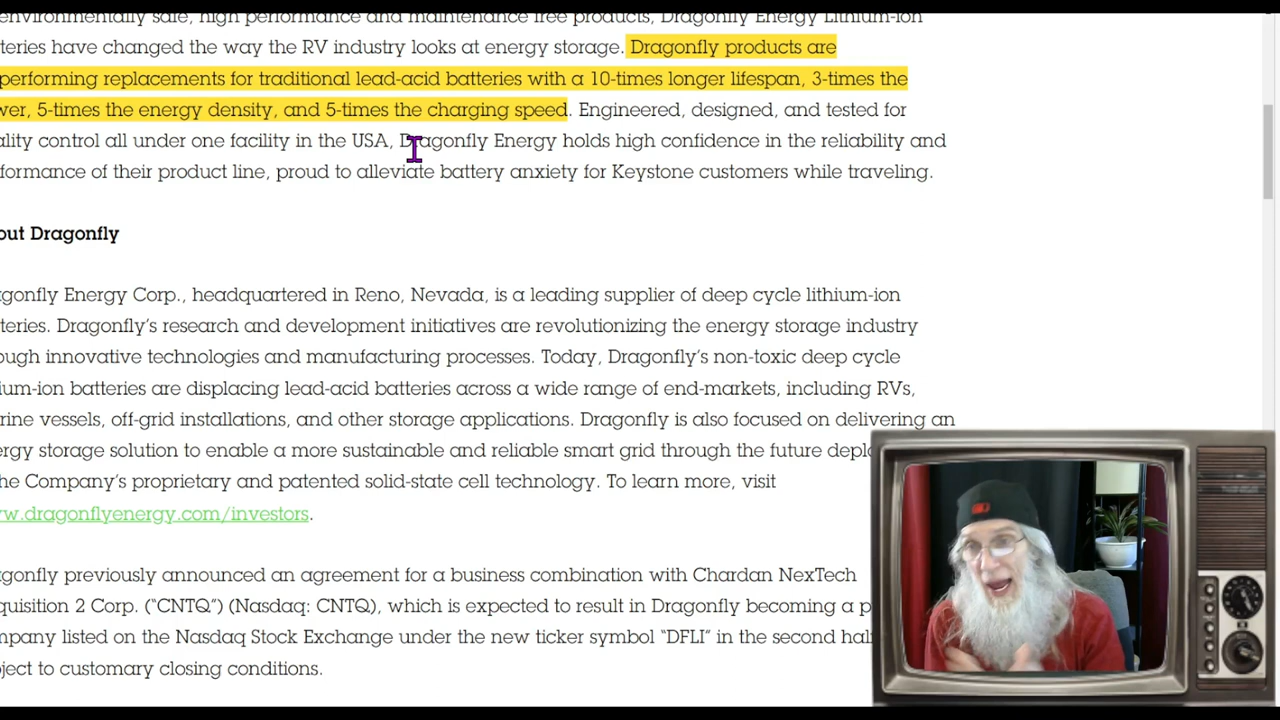 environmentally safe, high performance and maintenance free products, Dragonfly Energy Lithium-ion
teries have changed the way the RV industry looks at energy storage. Dragonfly products are
performing replacements for traditional lead-acid batteries with a 10-times longer lifespan, 3-times the
wer, 5-times the energy density, and 5-times the charging speed. Engineered, designed, and tested for
ality control all under one facility in the USA, Dragonfly Energy holds high confidence in the reliability and
formance of their product line, proud to alleviate battery anxiety for Keystone customers while traveling.
out Dragonfly
gonfly Energy Corp., headquartered in Reno, Nevada, is a leading supplier of deep cycle lithium-ion
teries. Dragonfly’s research and development initiatives are revolutionizing the energy storage industry
ough innovative technologies and manufacturing processes. Today, Dragonfly’s non-toxic deep cycle
ium-ion batteries are displacing lead-acid batteries across a wide range of end-markets, including RVs,
rine vessels, off-grid installations, and other storage applications. Dragonfly is also focused on delivering an
ergy storage solution to enable a more sustainable and reliable smart grid through the future deplo
he Company’s proprietary and patented solid-state cell technology. To learn more, visit
w.dragonflyenergy.com/investors.
gonfly previously announced an agreement for a business combination with Chardan NexTech
quisition 2 Corp. (“CNTQ”) (Nasdaq: CNTQ), which is expected to result in Dragonfly becoming a p
mpany listed on the Nasdaq Stock Exchange under the new ticker symbol “DFLI” in the second hal
bject to customary closing conditions.